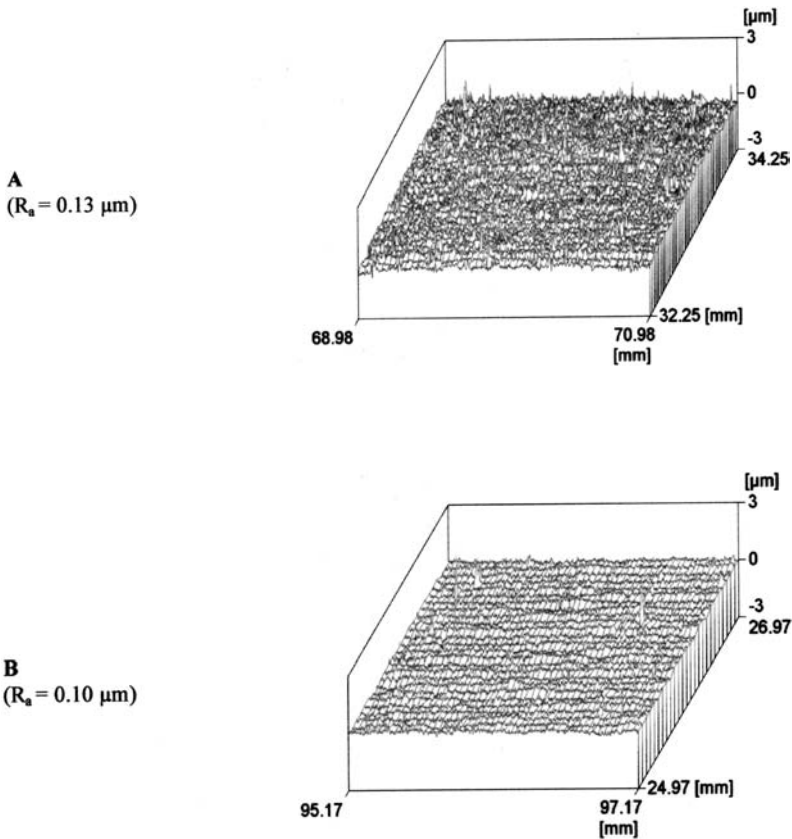 [µm]
3
0
-3
34.25
A
(Ra = 0.13 µm)
32.25 [mm]
68.98
70.98
[mm]
[µm]
3
0
-3
26.97
B
(Ra = 0.10 µm)
24.97 [mm]
95.17
97.17
[mm]